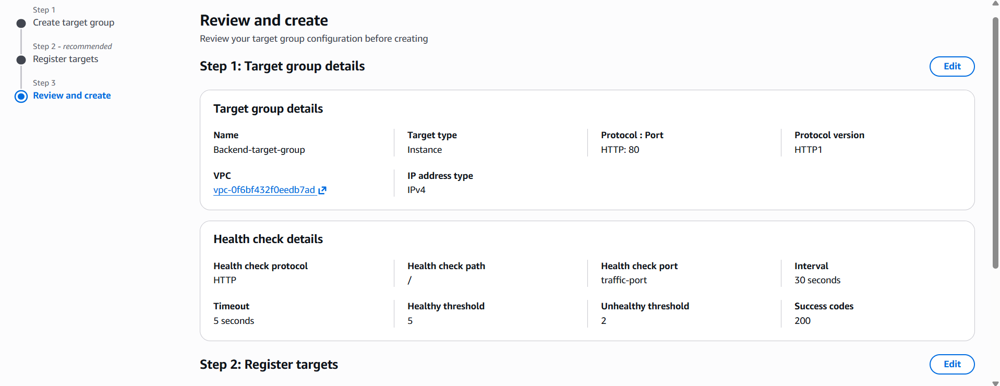 Step 1
Create target group
Step 2 - recommended
Register targets
Step 3
Review and create
Review and create
Review your target group configuration before creating
Step 1: Target group details
Edit
Target group details
Name
Backend-target-group
Target type
Instance
Protocol : Port
HTTP: 80
Protocol version
HTTP1
VPC
vpc-0f6bf432f0eedb7ad
IP address type
IPv4
Health check details
Health check protocol
HTTP
Health check path
/
Health check port
traffic-port
Interval
30 seconds
Timeout
5 seconds
Healthy threshold
5
Unhealthy threshold
2
Success codes
200
Step 2: Register targets
Edit